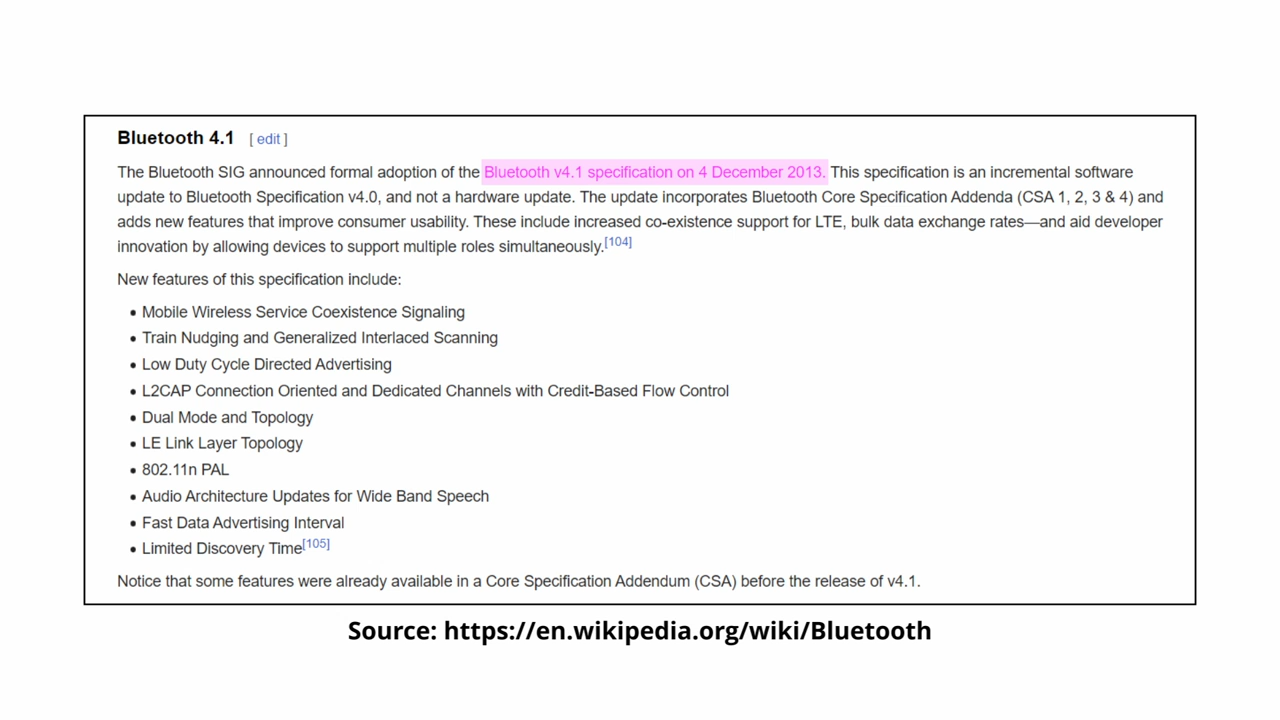 Bluetooth 4.1 [ edit ]
The Bluetooth SIG announced formal adoption of the Bluetooth v4.1 specification on 4 December 2013. This specification is an incremental software
update to Bluetooth Specification v4.0, and not a hardware update. The update incorporates Bluetooth Core Specification Addenda (CSA 1, 2, 3 & 4) and
adds new features that improve consumer usability. These include increased co-existence support for LTE, bulk data exchange rates—and aid developer
innovation by allowing devices to support multiple roles simultaneously.[104]
New features of this specification include:
• Mobile Wireless Service Coexistence Signaling
• Train Nudging and Generalized Interlaced Scanning
• Low Duty Cycle Directed Advertising
• L2CAP Connection Oriented and Dedicated Channels with Credit-Based Flow Control
• Dual Mode and Topology
• LE Link Layer Topology
• 802.11n PAL
• Audio Architecture Updates for Wide Band Speech
• Fast Data Advertising Interval
• Limited Discovery Time[105]
Notice that some features were already available in a Core Specification Addendum (CSA) before the release of v4.1.
Source: https://en.wikipedia.org/wiki/Bluetooth